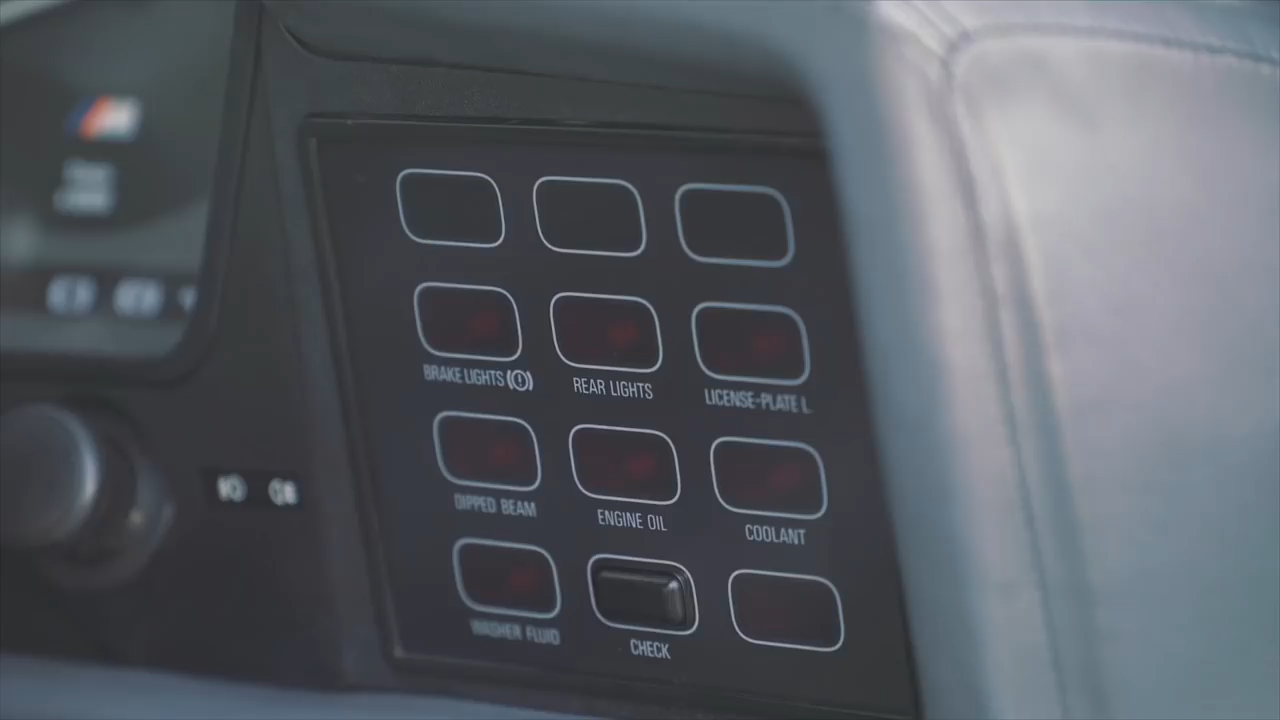 BRAKE LIGHTS
REAR LIGHTS
LICENSE-PLATE L
DIPPED BEAM
ENGINE OIL
COOLANT
WASHER FLUID
CHECK